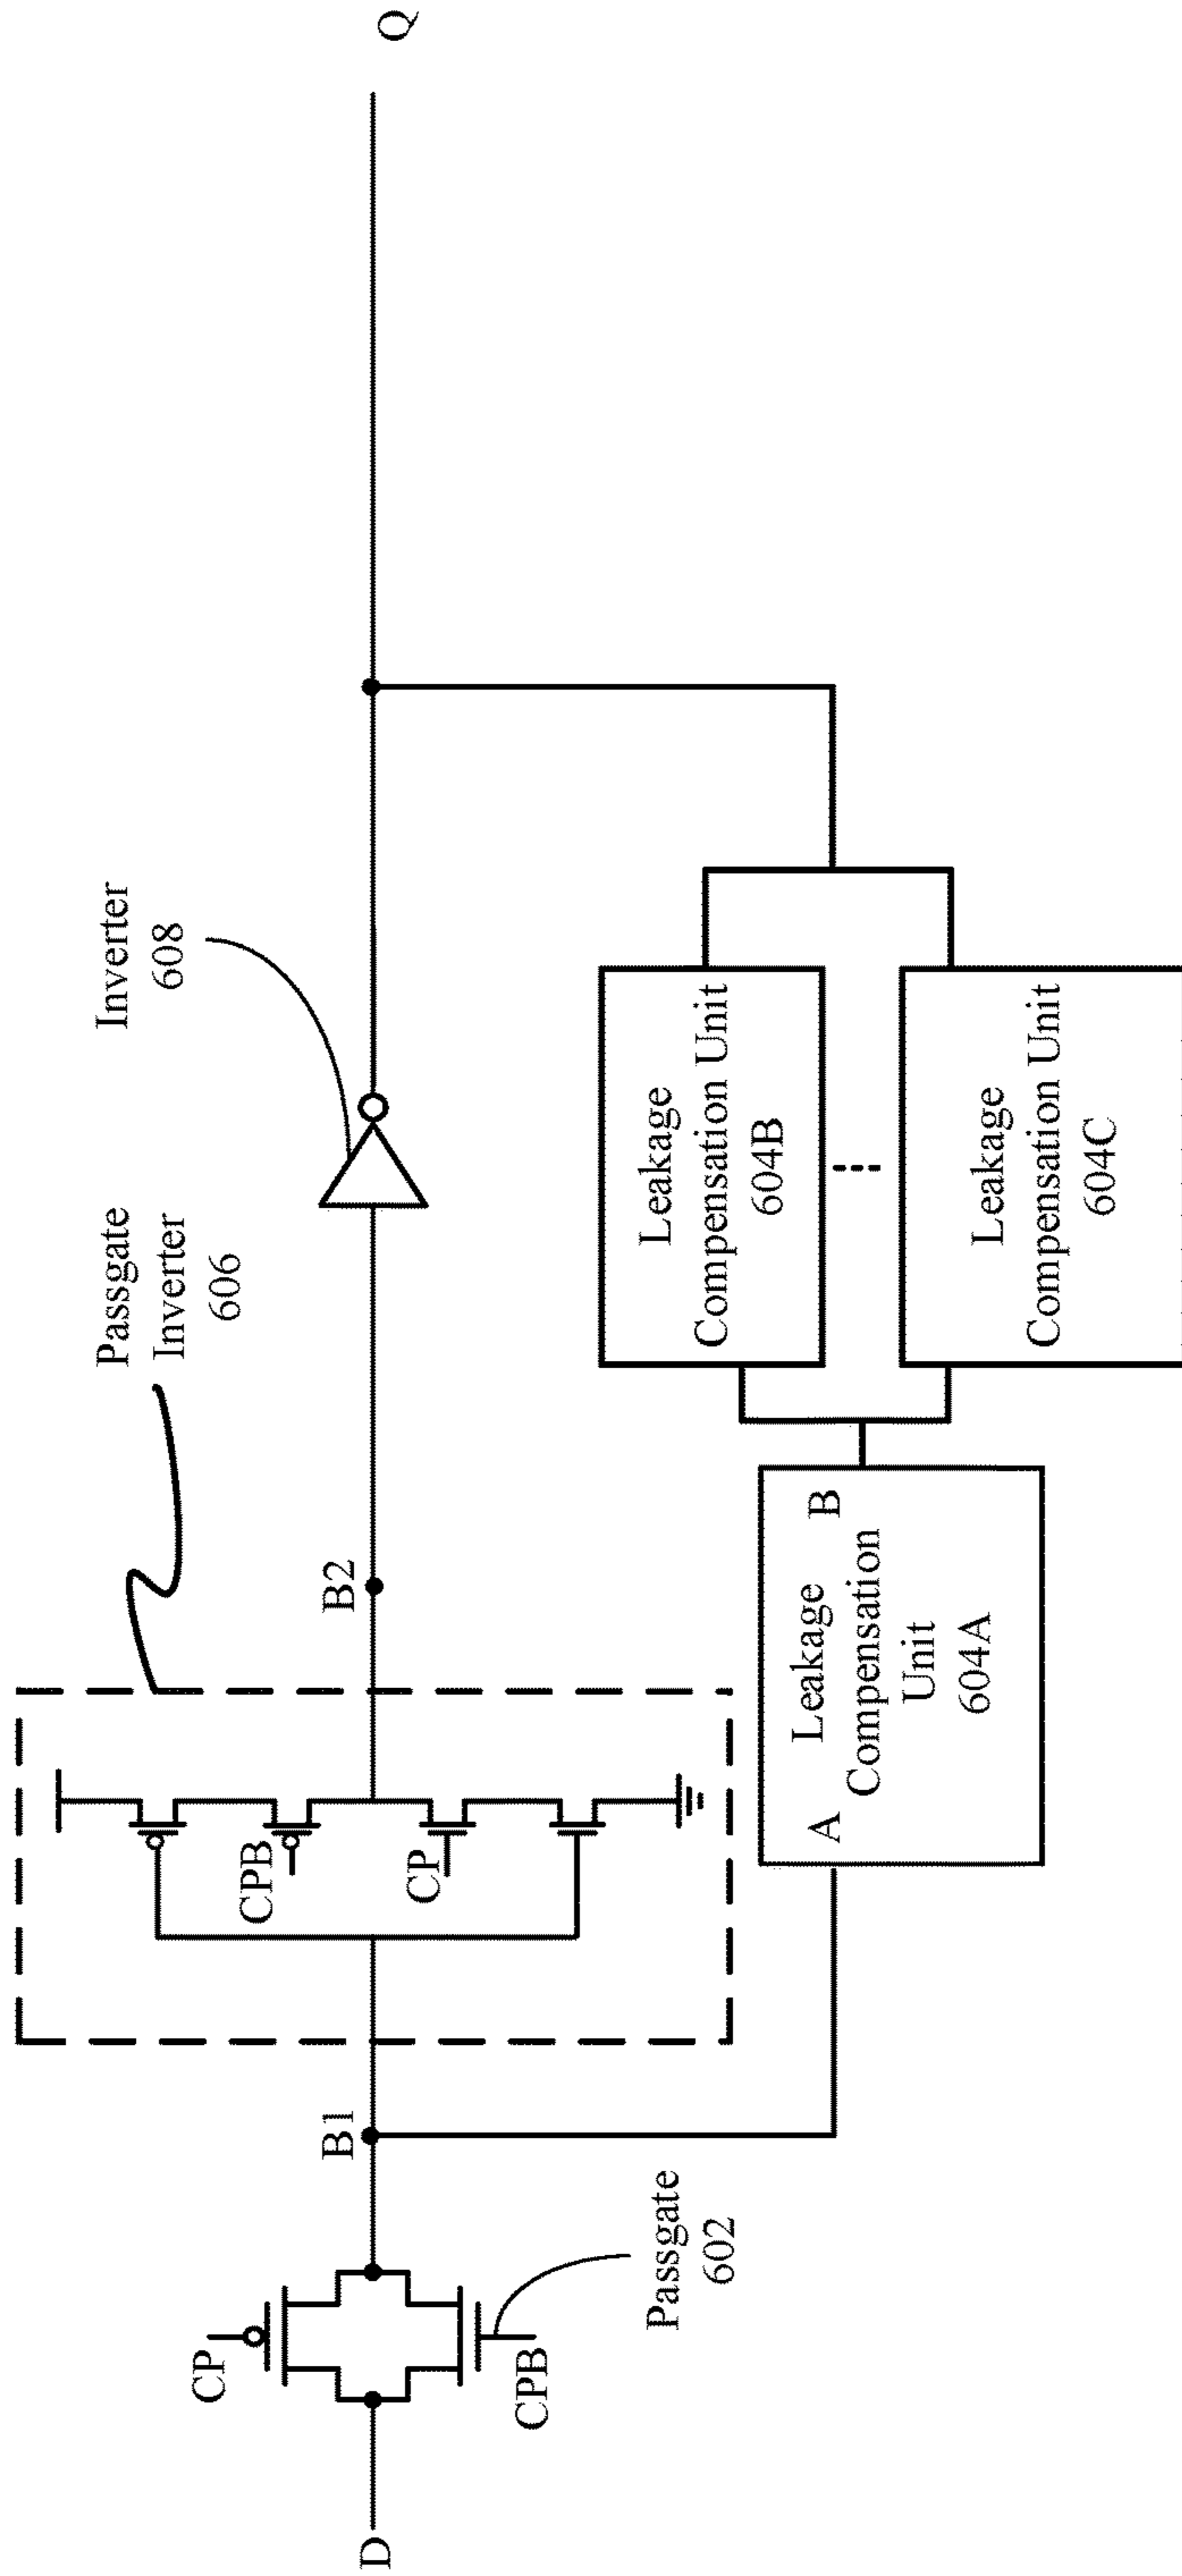 D
CP
CPB
Passgate
602
B1
CPB
CP
Passgate
Inverter
606
B2
Inverter
608
Q
A
B
Leakage
Compensation
Unit
604A
Leakage
Compensation Unit
604B
Leakage
Compensation Unit
604C